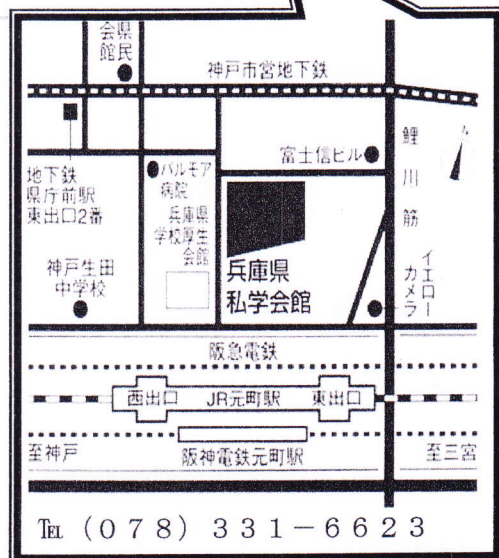 県民
会館
神戸市営地下鉄
富士信ビル
鯉川筋
N
地下鉄
県庁前駅
東出口2番
パルモア
病院
兵庫県
学校厚生
会館
兵庫県
私学会館
神戸生田
中学校
イエロー
カメラ
阪急電鉄
西出口
JR元町駅
東出口
至神戸
阪神電鉄元町駅
至三宮
℡ (078) 331-6623